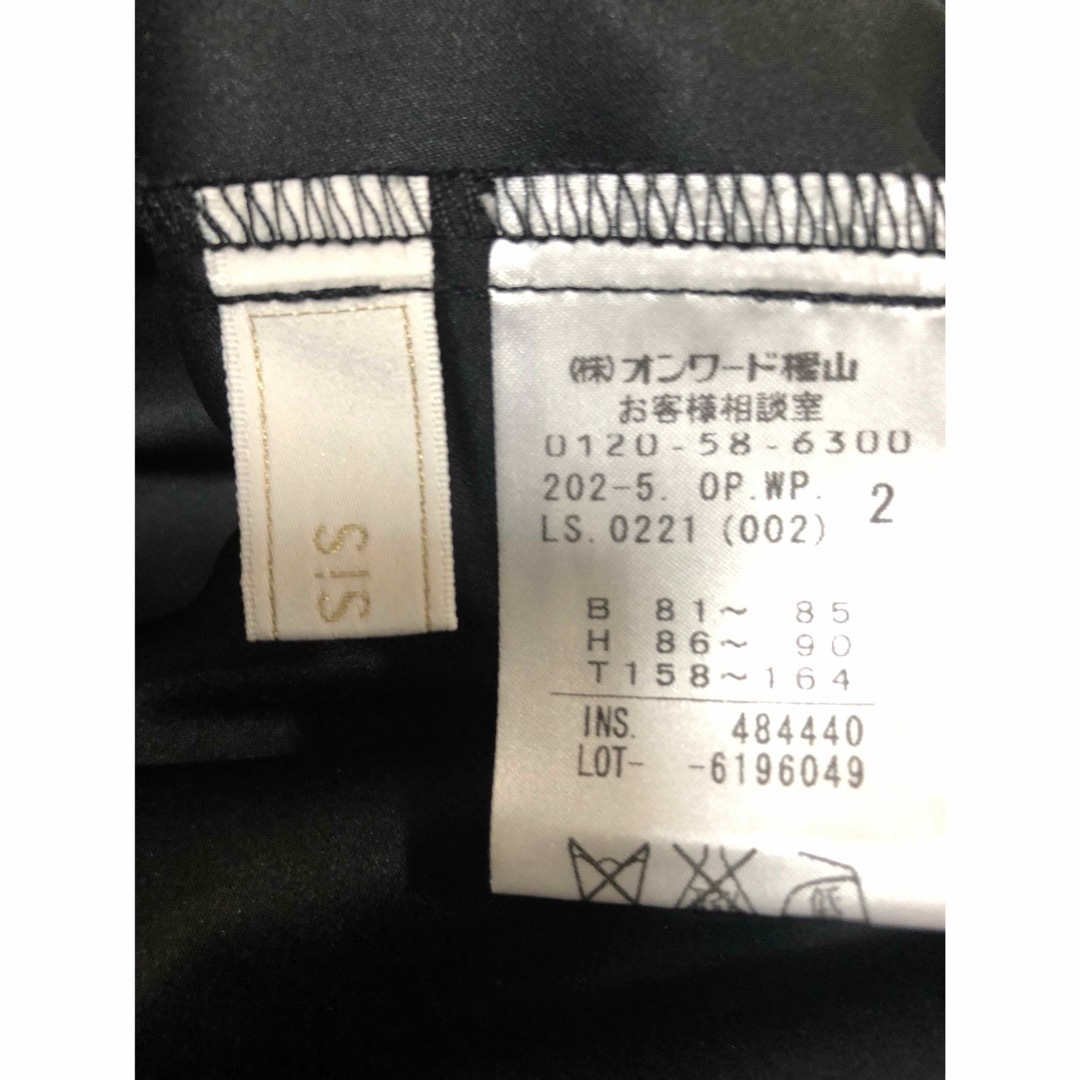 sis
(株)オンワード樫山
お客様相談室
0120-58-6300
202-5. OP.WP. 2
LS.0221 (002)
B 81～ 85
H 86～ 90
T158～164
INS. 484440
LOT- -6196049